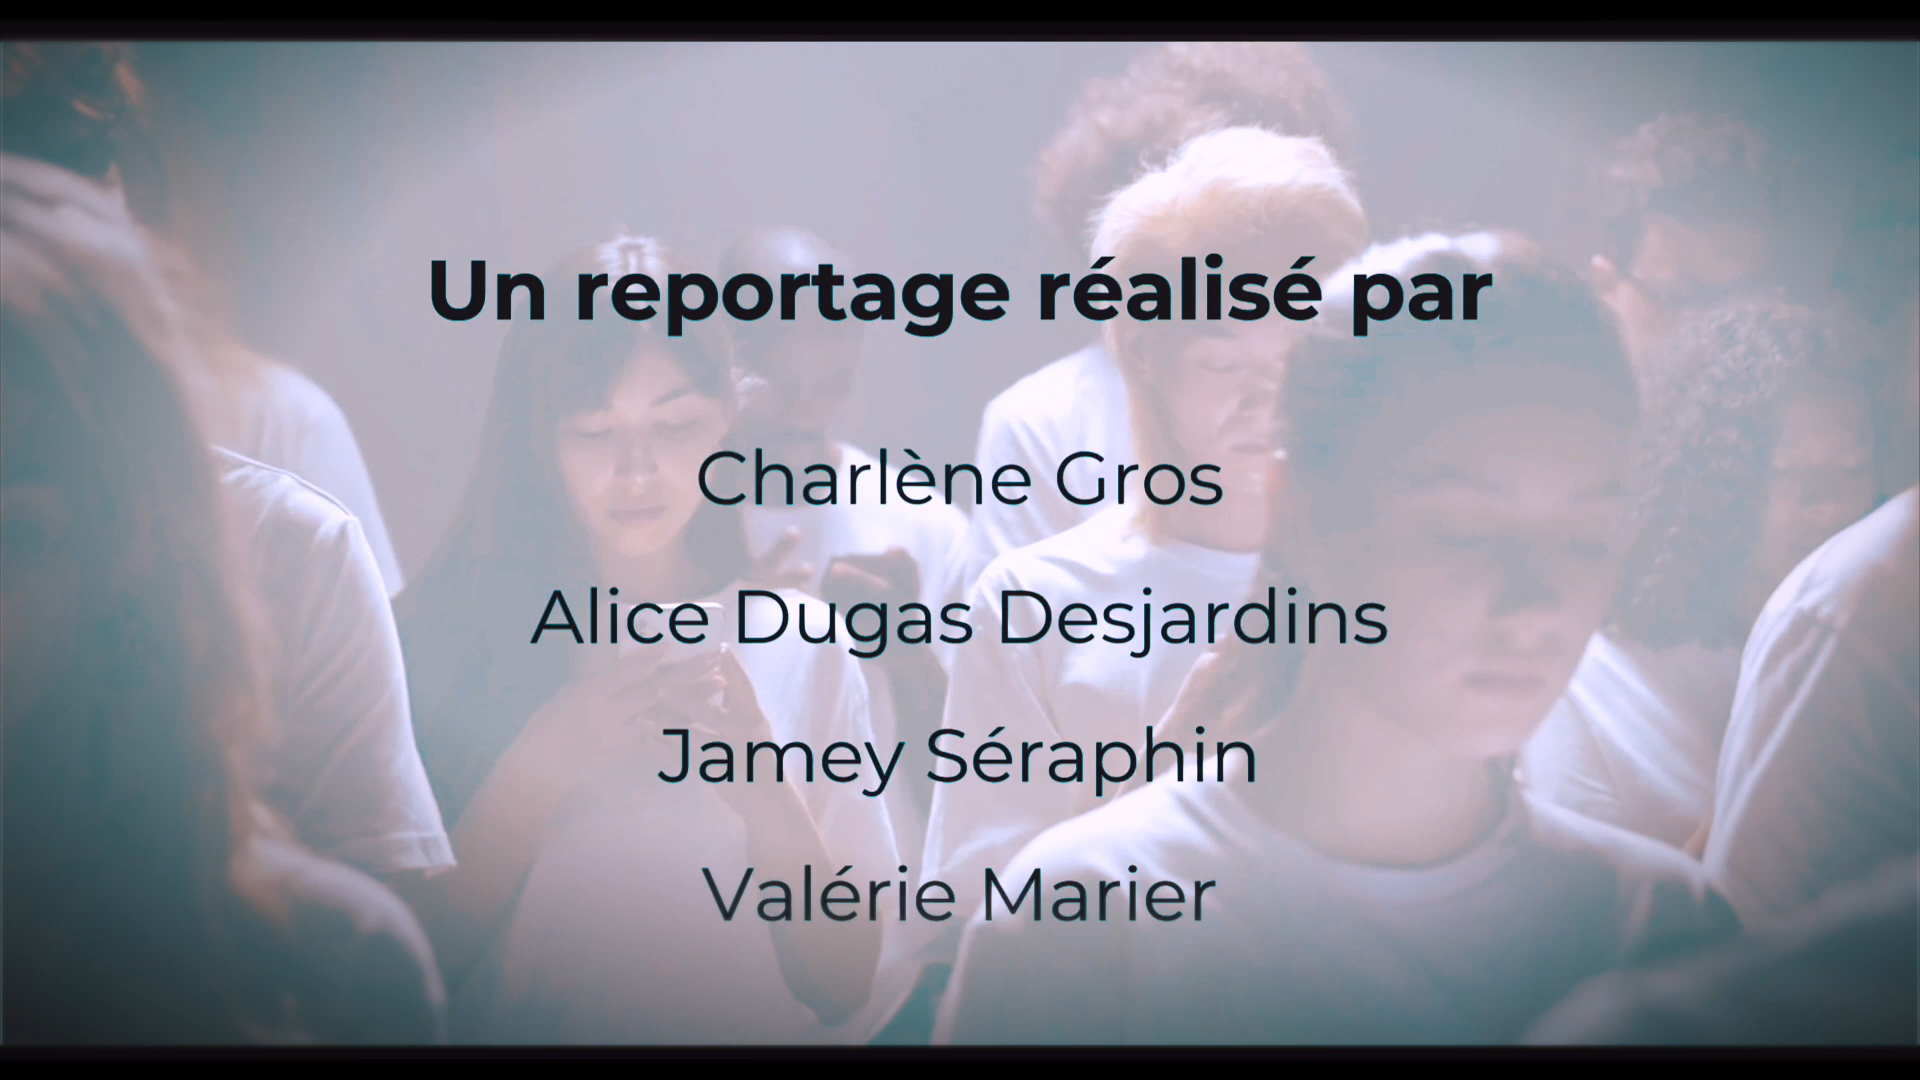 Un reportage réalisé par
Charlène Gros
Alice Dugas Desjardins
Jamey Séraphin
Valérie Marier